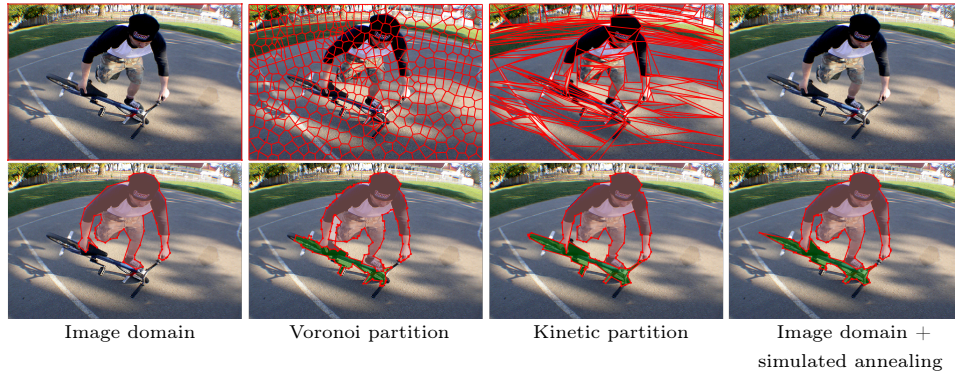 Image domain
Voronoi partition
Kinetic partition
Image domain +
simulated annealing